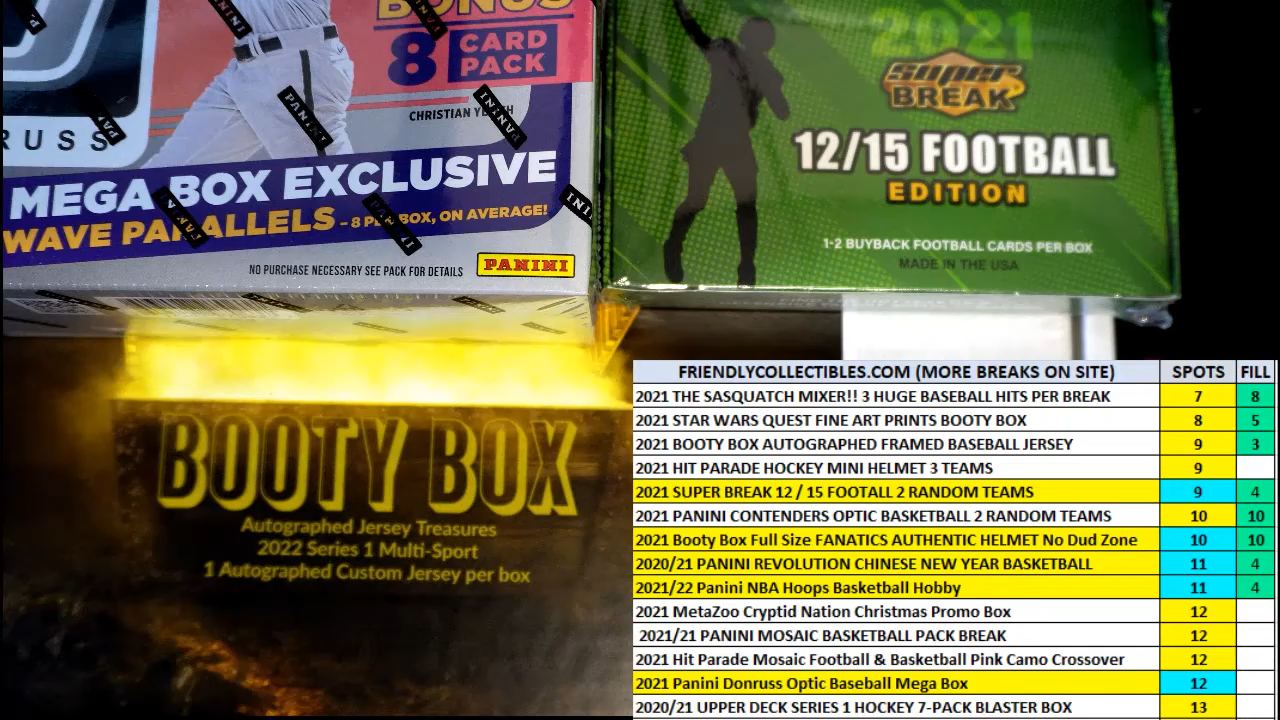 BONUS
8 CARD
PACK
CHRISTIAN
RUSS
MEGA BOX EXCLUSIVE
WAVE PARALLELS - 8 PER BOX, ON AVERAGE!
NO PURCHASE NECESSARY SEE PACK FOR DETAILS
PANINI
PANINI
PANINI
2021
Super
BREAK
12/15 FOOTBALL
EDITION
1-2 BUYBACK FOOTBALL CARDS PER BOX
MADE IN THE USA
BOOTY BOX
Autographed Jersey Treasures
2022 Series 1 Multi-Sport
1 Autographed Custom Jersey per box
FRIENDLYCOLLECTIBLES.COM (MORE BREAKS ON SITE) SPOTS FILL
2021 THE SASQUATCH MIXER!! 3 HUGE BASEBALL HITS PER BREAK 7 8
2021 STAR WARS QUEST FINE ART PRINTS BOOTY BOX 8 5
2021 BOOTY BOX AUTOGRAPHED FRAMED BASEBALL JERSEY 9 3
2021 HIT PARADE HOCKEY MINI HELMET 3 TEAMS 9
2021 SUPER BREAK 12 / 15 FOOTALL 2 RANDOM TEAMS 9 4
2021 PANINI CONTENDERS OPTIC BASKETBALL 2 RANDOM TEAMS 10 10
2021 Booty Box Full Size FANATICS AUTHENTIC HELMET No Dud Zone 10 10
2020/21 PANINI REVOLUTION CHINESE NEW YEAR BASKETBALL 11 4
2021/22 Panini NBA Hoops Basketball Hobby 11 4
2021 MetaZoo Cryptid Nation Christmas Promo Box 12
2021/21 PANINI MOSAIC BASKETBALL PACK BREAK 12
2021 Hit Parade Mosaic Football & Basketball Pink Camo Crossover 12
2021 Panini Donruss Optic Baseball Mega Box 12
2020/21 UPPER DECK SERIES 1 HOCKEY 7-PACK BLASTER BOX 13